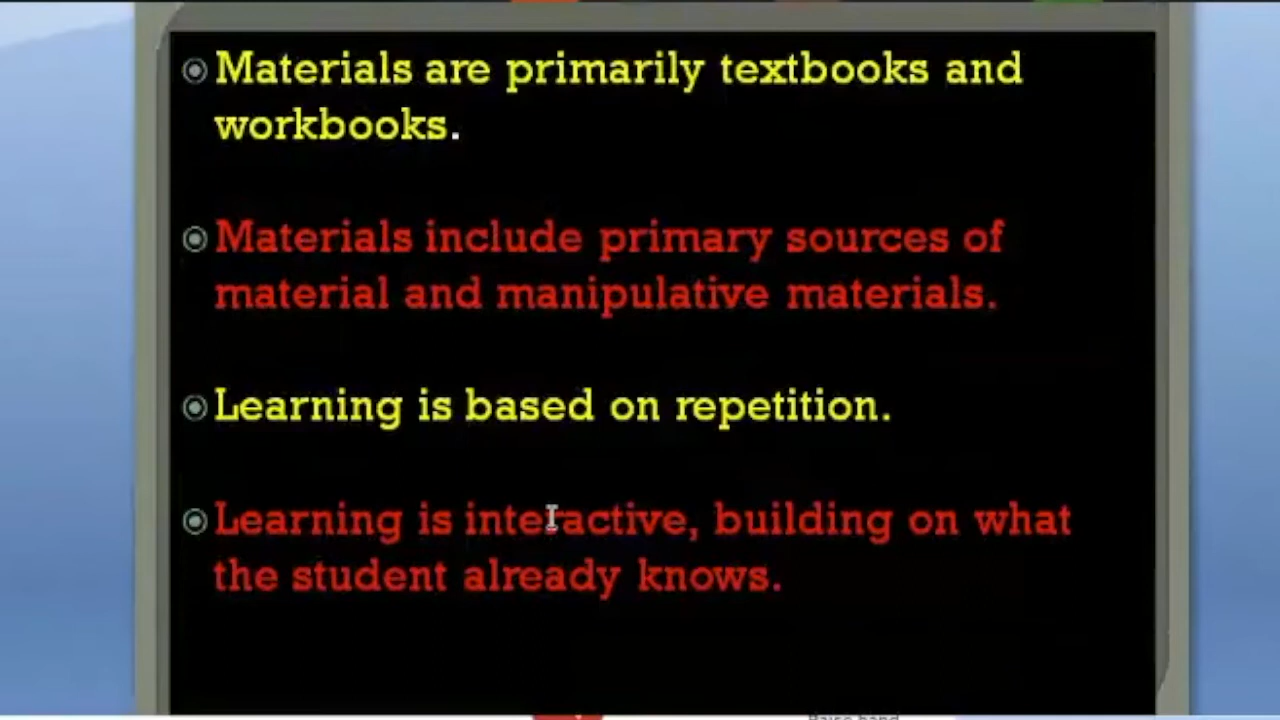 Materials are primarily textbooks and
workbooks.
Materials include primary sources of
material and manipulative materials.
Learning is based on repetition.
Learning is interactive, building on what
the student already knows.